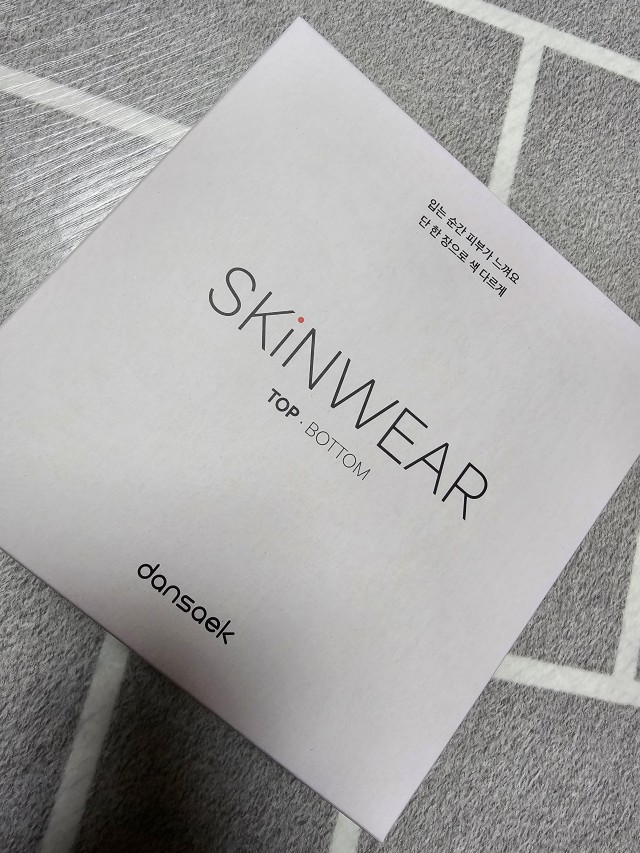 입는 순간 피부가 느껴요
단 한 장으로 색 다르게
SKiNWEAR
TOP · BOTTOM
dansaek